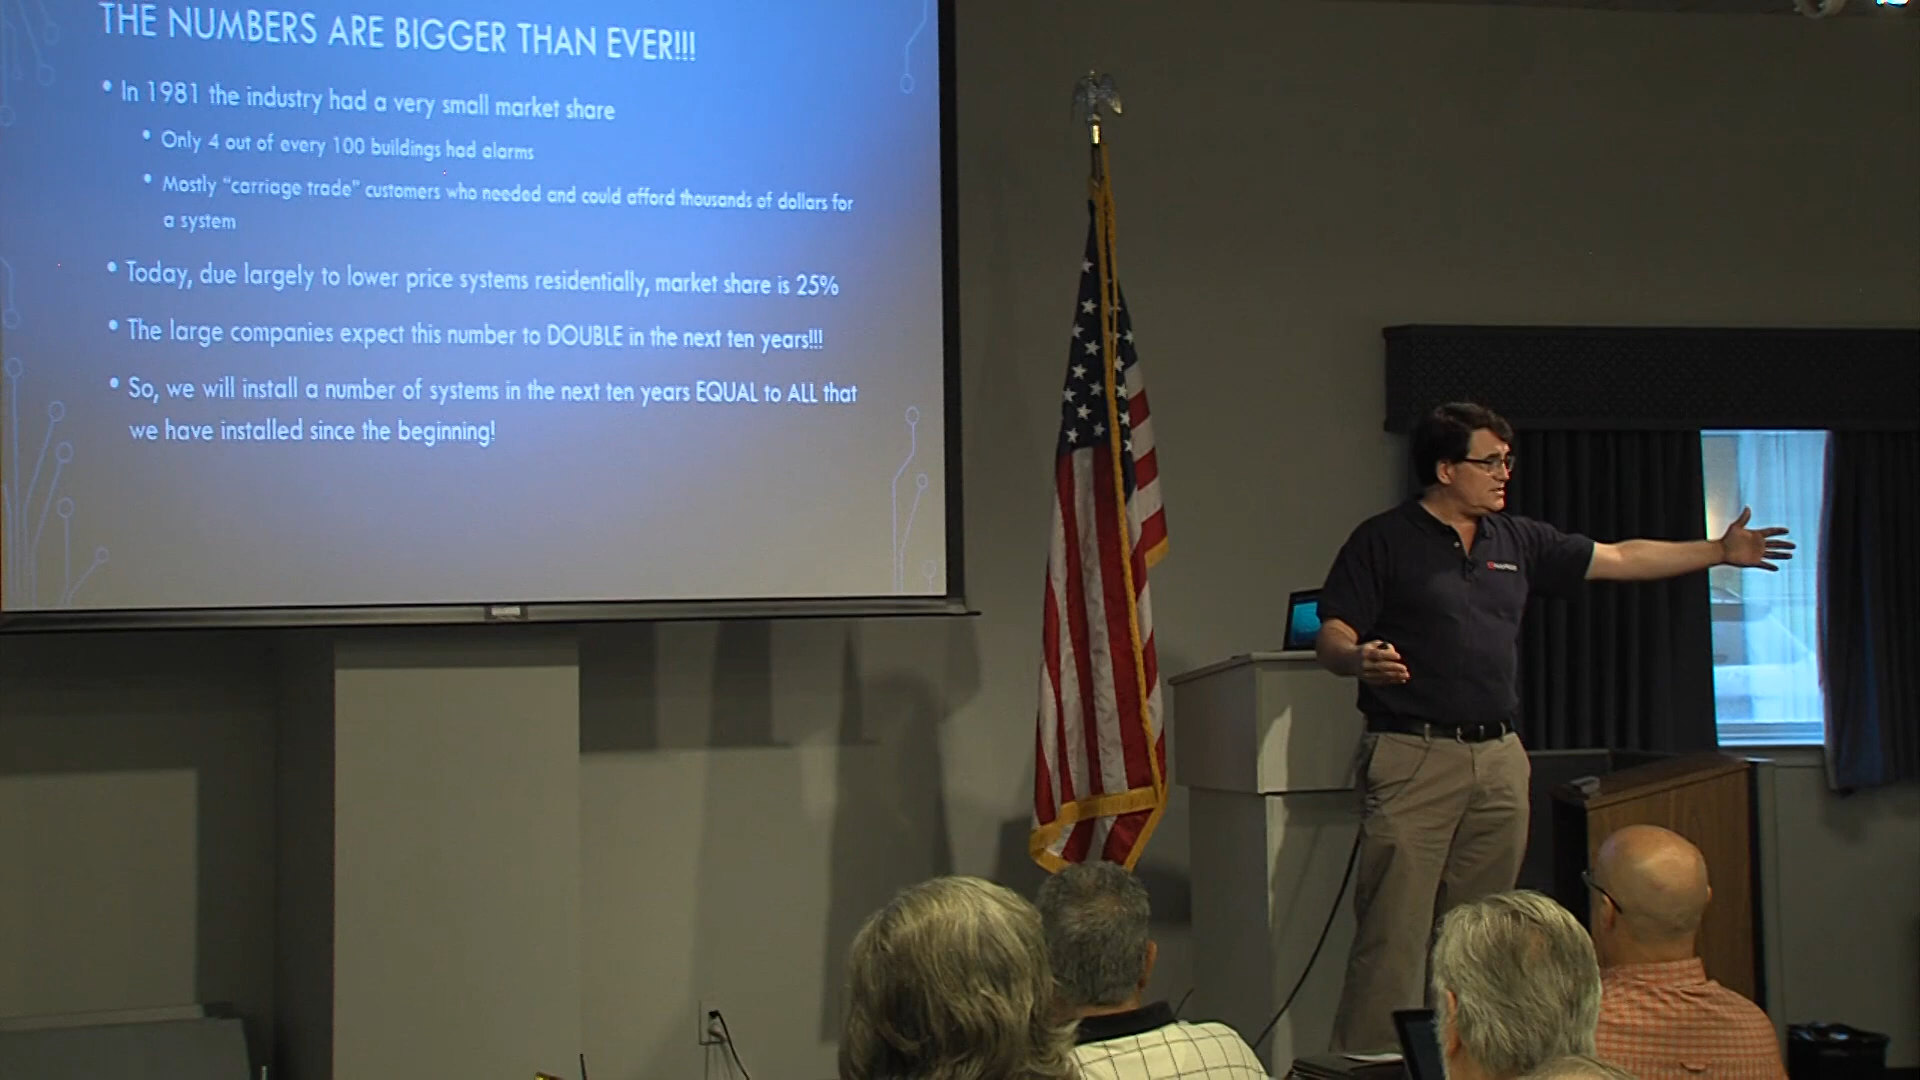 THE NUMBERS ARE BIGGER THAN EVER!!!
• In 1981 the industry had a very small market share
• Only 4 out of every 100 buildings had alarms
• Mostly “carriage trade” customers who needed and could afford thousands of dollars for
a system
• Today, due largely to lower price systems residentially, market share is 25%
• The large companies expect this number to DOUBLE in the next ten years!!!
• So, we will install a number of systems in the next ten years EQUAL to ALL that
we have installed since the beginning!